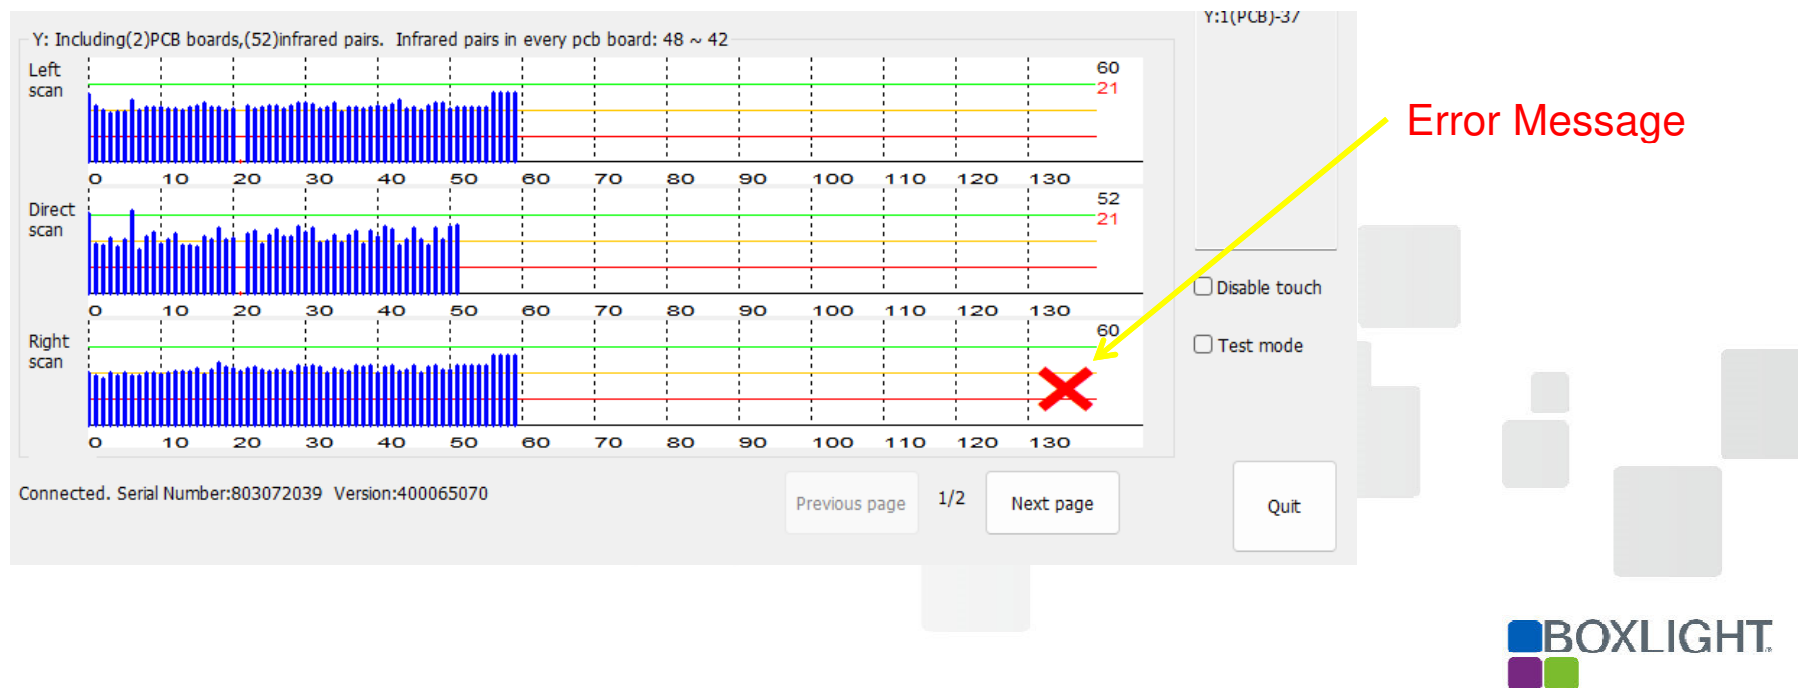 Y:1(PCB)-37
Y: Including(2)PCB boards,(52)infrared pairs.  Infrared pairs in every pcb board: 48 ~ 42
Left
scan
60
21
0 10 20 30 40 50 60 70 80 90 100 110 120 130
Error Message
Direct
scan
52
21
0 10 20 30 40 50 60 70 80 90 100 110 120 130
Disable touch
Right
scan
60
Test mode
0 10 20 30 40 50 60 70 80 90 100 110 120 130
Connected. Serial Number:803072039  Version:400065070
Previous page
1/2
Next page
Quit
BOXLIGHT